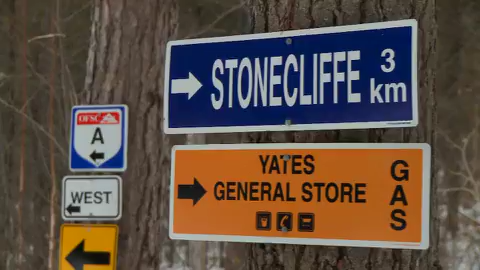 STONECLIFFE 3 km
YATES
GENERAL STORE
GAS
OFSC
A
WEST